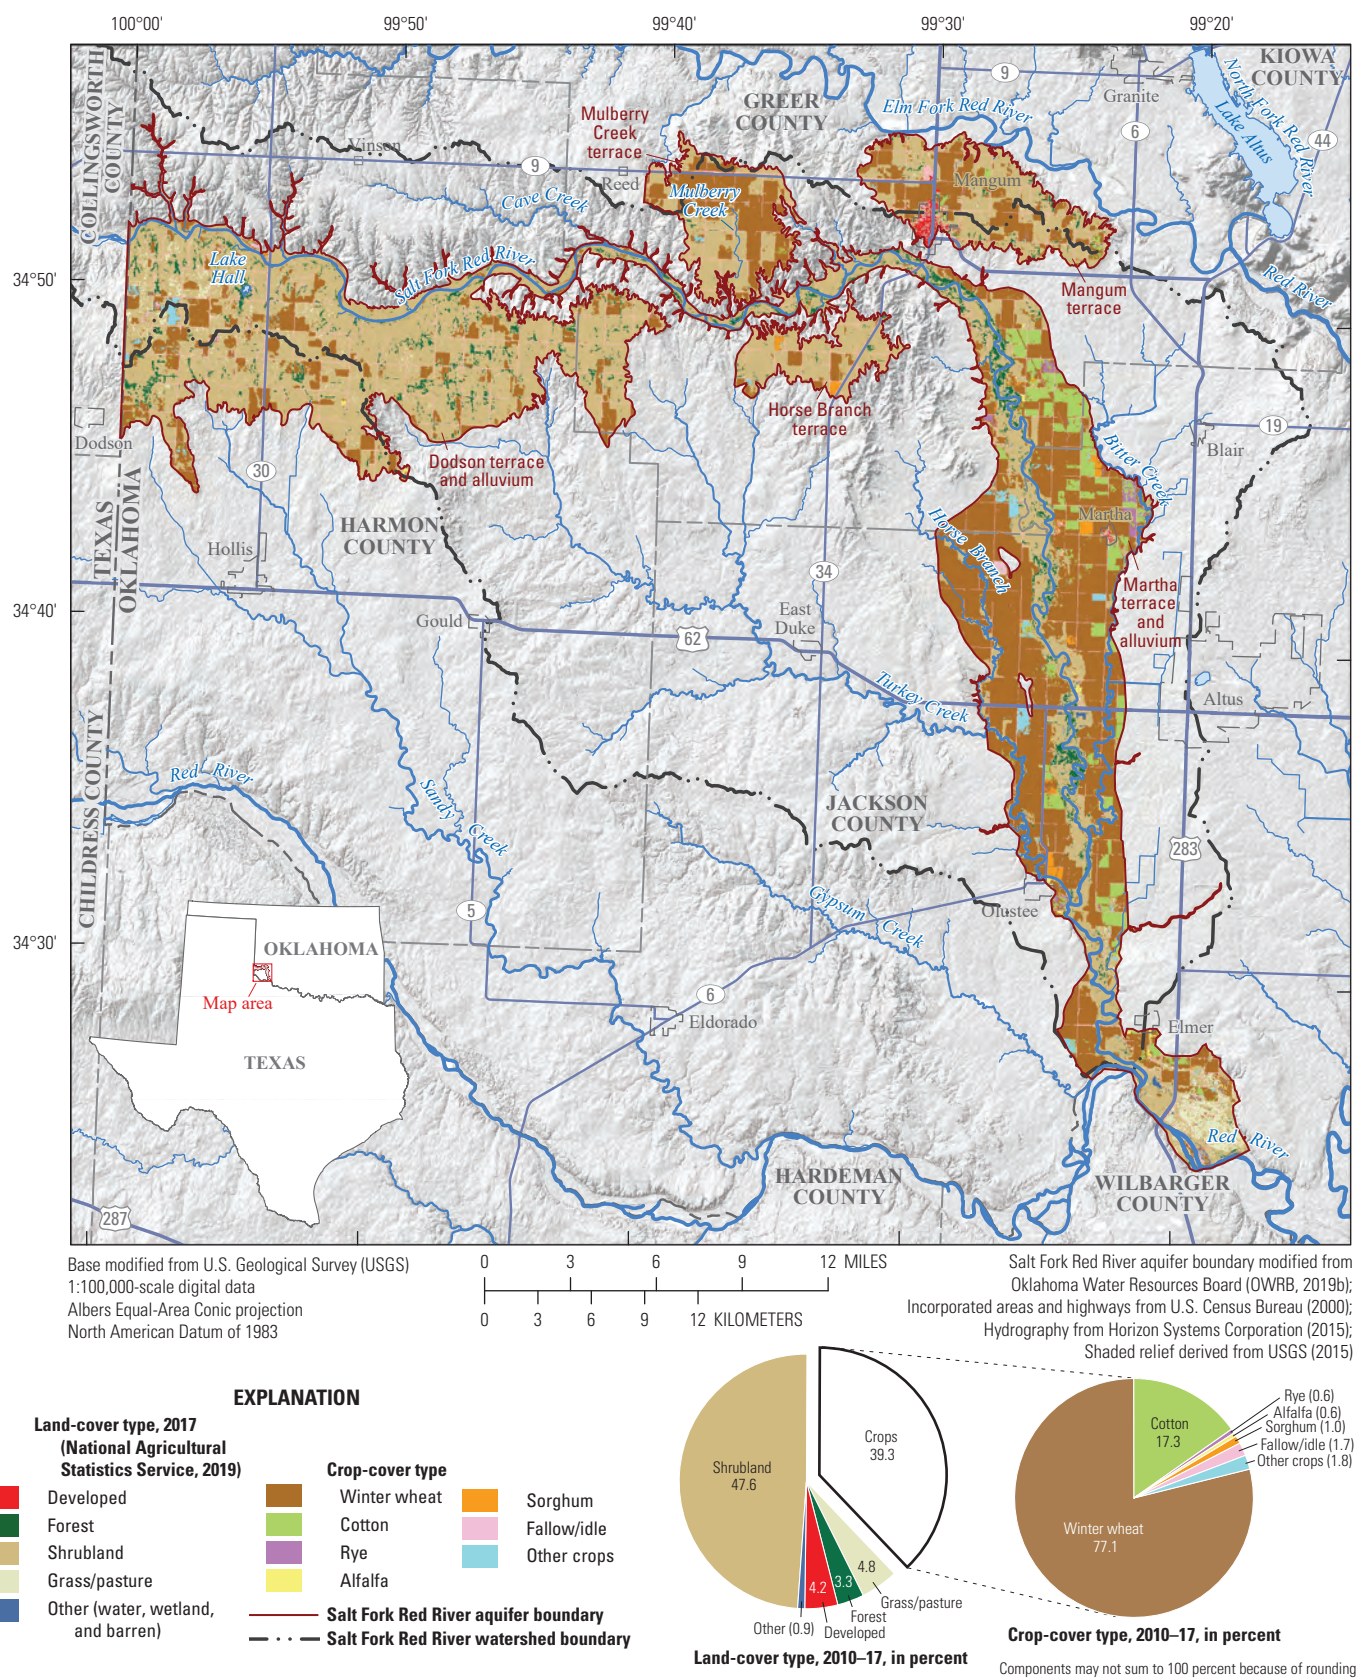 100°00'
99°50'
99°40'
99°30'
99°20'
34°50'
34°40'
34°30'
COLLINGSWORTH
COUNTY
GREER
COUNTY
KIOWA
COUNTY
Granite
9
6
44
North Fork Red River
Lake Altus
Elm Fork Red River
Vinson
9
Reed
Mulberry
Creek
terrace
Mulberry
Creek
Cave Creek
Mangum
Lake
Hall
Salt Fork Red River
Mangum
terrace
Red River
Horse Branch
terrace
Dodson
30
Dodson terrace
and alluvium
Bitter Creek
19
Blair
TEXAS
OKLAHOMA
HARMON
COUNTY
Hollis
Horse Branch
Martha
Martha
terrace
and
alluvium
34
Gould
62
East
Duke
Turkey Creek
Altus
CHILDRESS COUNTY
Red River
Sandy Creek
JACKSON
COUNTY
283
Gypsum Creek
5
Olustee
OKLAHOMA
Map area
TEXAS
6
Eldorado
Elmer
Red River
HARDEMAN
COUNTY
WILBARGER
COUNTY
287
Base modified from U.S. Geological Survey (USGS)
1:100,000-scale digital data
Albers Equal-Area Conic projection
North American Datum of 1983
0 3 6 9 12 MILES
0 3 6 9 12 KILOMETERS
Salt Fork Red River aquifer boundary modified from
Oklahoma Water Resources Board (OWRB, 2019b);
Incorporated areas and highways from U.S. Census Bureau (2000);
Hydrography from Horizon Systems Corporation (2015);
Shaded relief derived from USGS (2015)
EXPLANATION
Land-cover type, 2017
(National Agricultural
Statistics Service, 2019)
Developed
Forest
Shrubland
Grass/pasture
Other (water, wetland,
and barren)
Crop-cover type
Winter wheat
Cotton
Rye
Alfalfa
Sorghum
Fallow/idle
Other crops
Salt Fork Red River aquifer boundary
Salt Fork Red River watershed boundary
Shrubland
47.6
Crops
39.3
4.8
3.3
4.2
Grass/pasture
Forest
Developed
Other (0.9)
Land-cover type, 2010–17, in percent
Cotton
17.3
Rye (0.6)
Alfalfa (0.6)
Sorghum (1.0)
Fallow/idle (1.7)
Other crops (1.8)
Winter wheat
77.1
Crop-cover type, 2010–17, in percent
Components may not sum to 100 percent because of rounding